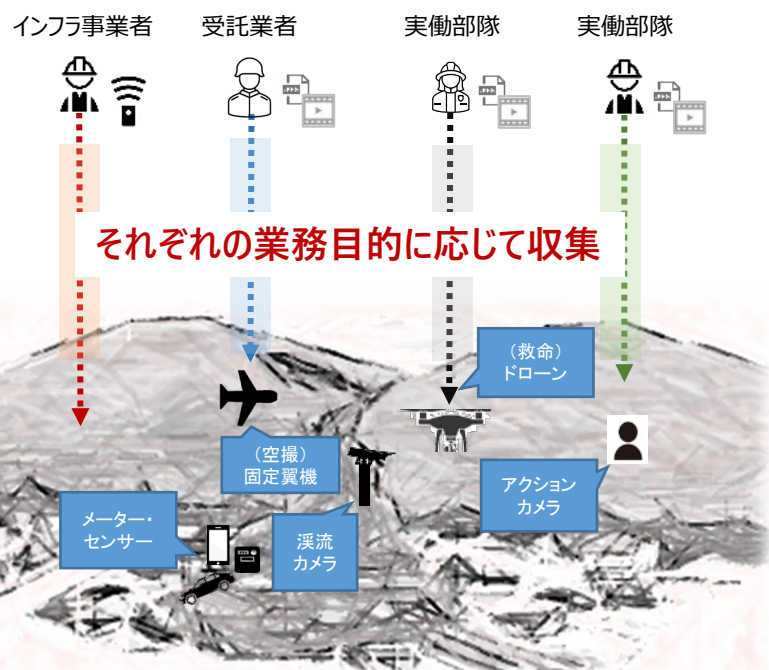 インフラ事業者
受託業者
実働部隊
実働部隊
それぞれの業務目的に応じて収集
（救命）
ドローン
（空撮）
固定翼機
アクション
カメラ
メーター・
センサー
渓流
カメラ